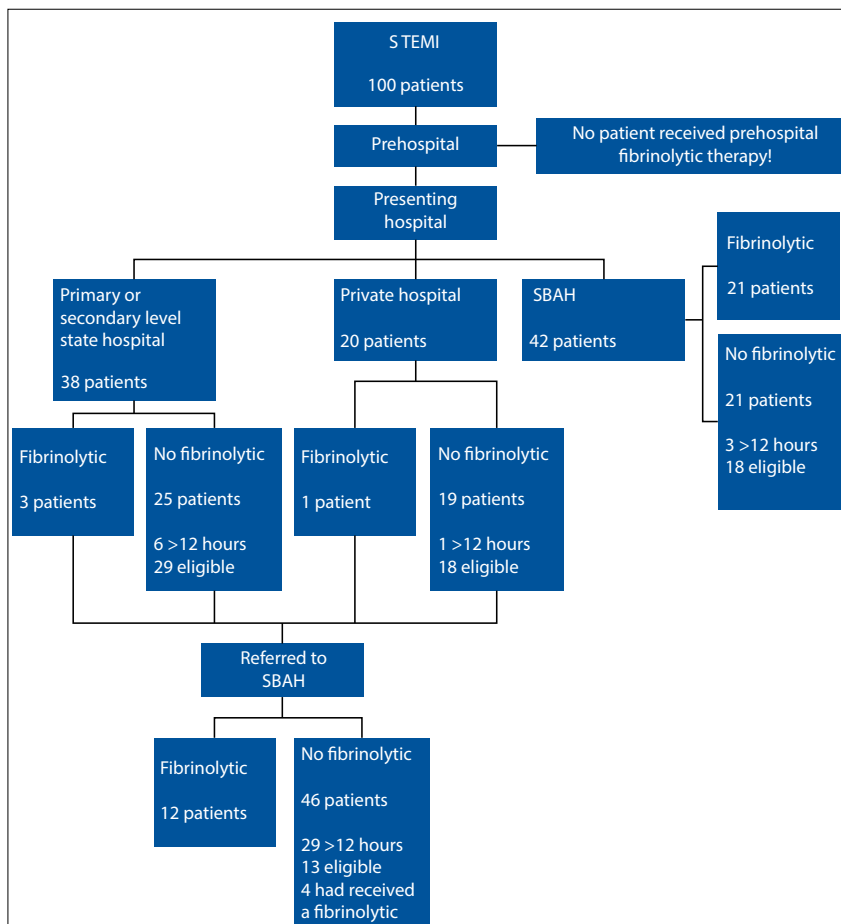 STEMI
100 patients
Prehospital
No patient received prehospital
fibrinolytic therapy!
Presenting
hospital
Primary or
secondary level
state hospital
38 patients
Private hospital
20 patients
SBAH
42 patients
Fibrinolytic
21 patients
No fibrinolytic
21 patients
3 >12 hours
18 eligible
Fibrinolytic
3 patients
No fibrinolytic
25 patients
6 >12 hours
29 eligible
Fibrinolytic
1 patient
No fibrinolytic
19 patients
1 >12 hours
18 eligible
Referred to
SBAH
Fibrinolytic
12 patients
No fibrinolytic
46 patients
29 >12 hours
13 eligible
4 had received
a fibrinolytic